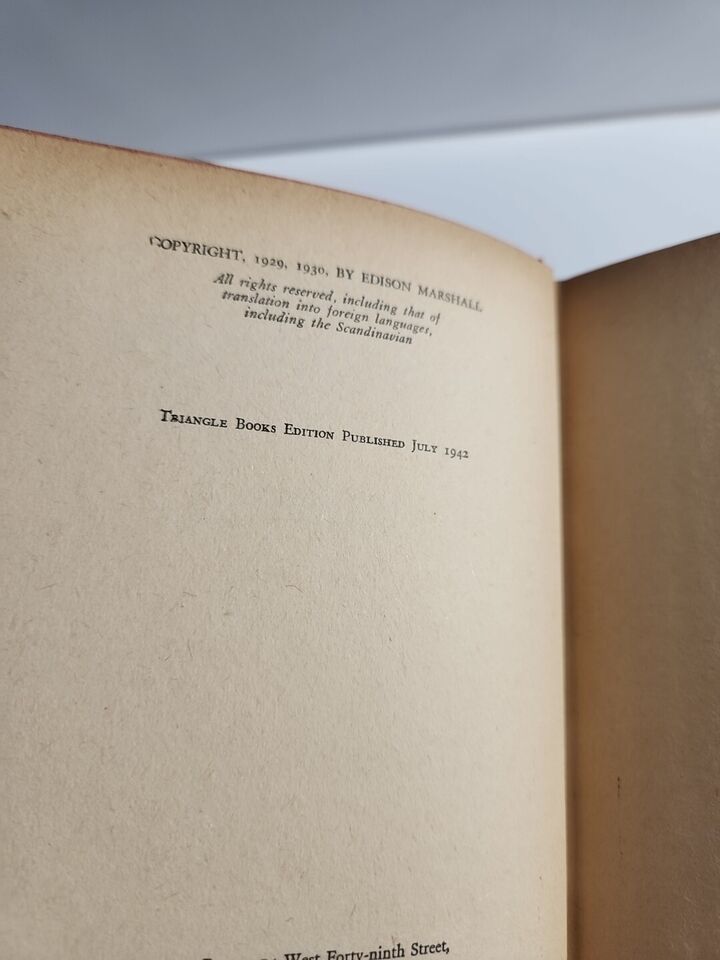 COPYRIGHT, 1929, 1930, BY EDISON MARSHALL
All rights reserved, including that of
translation into foreign languages,
including the Scandinavian
TRIANGLE BOOKS EDITION PUBLISHED JULY 1942
West Forty-ninth Street,